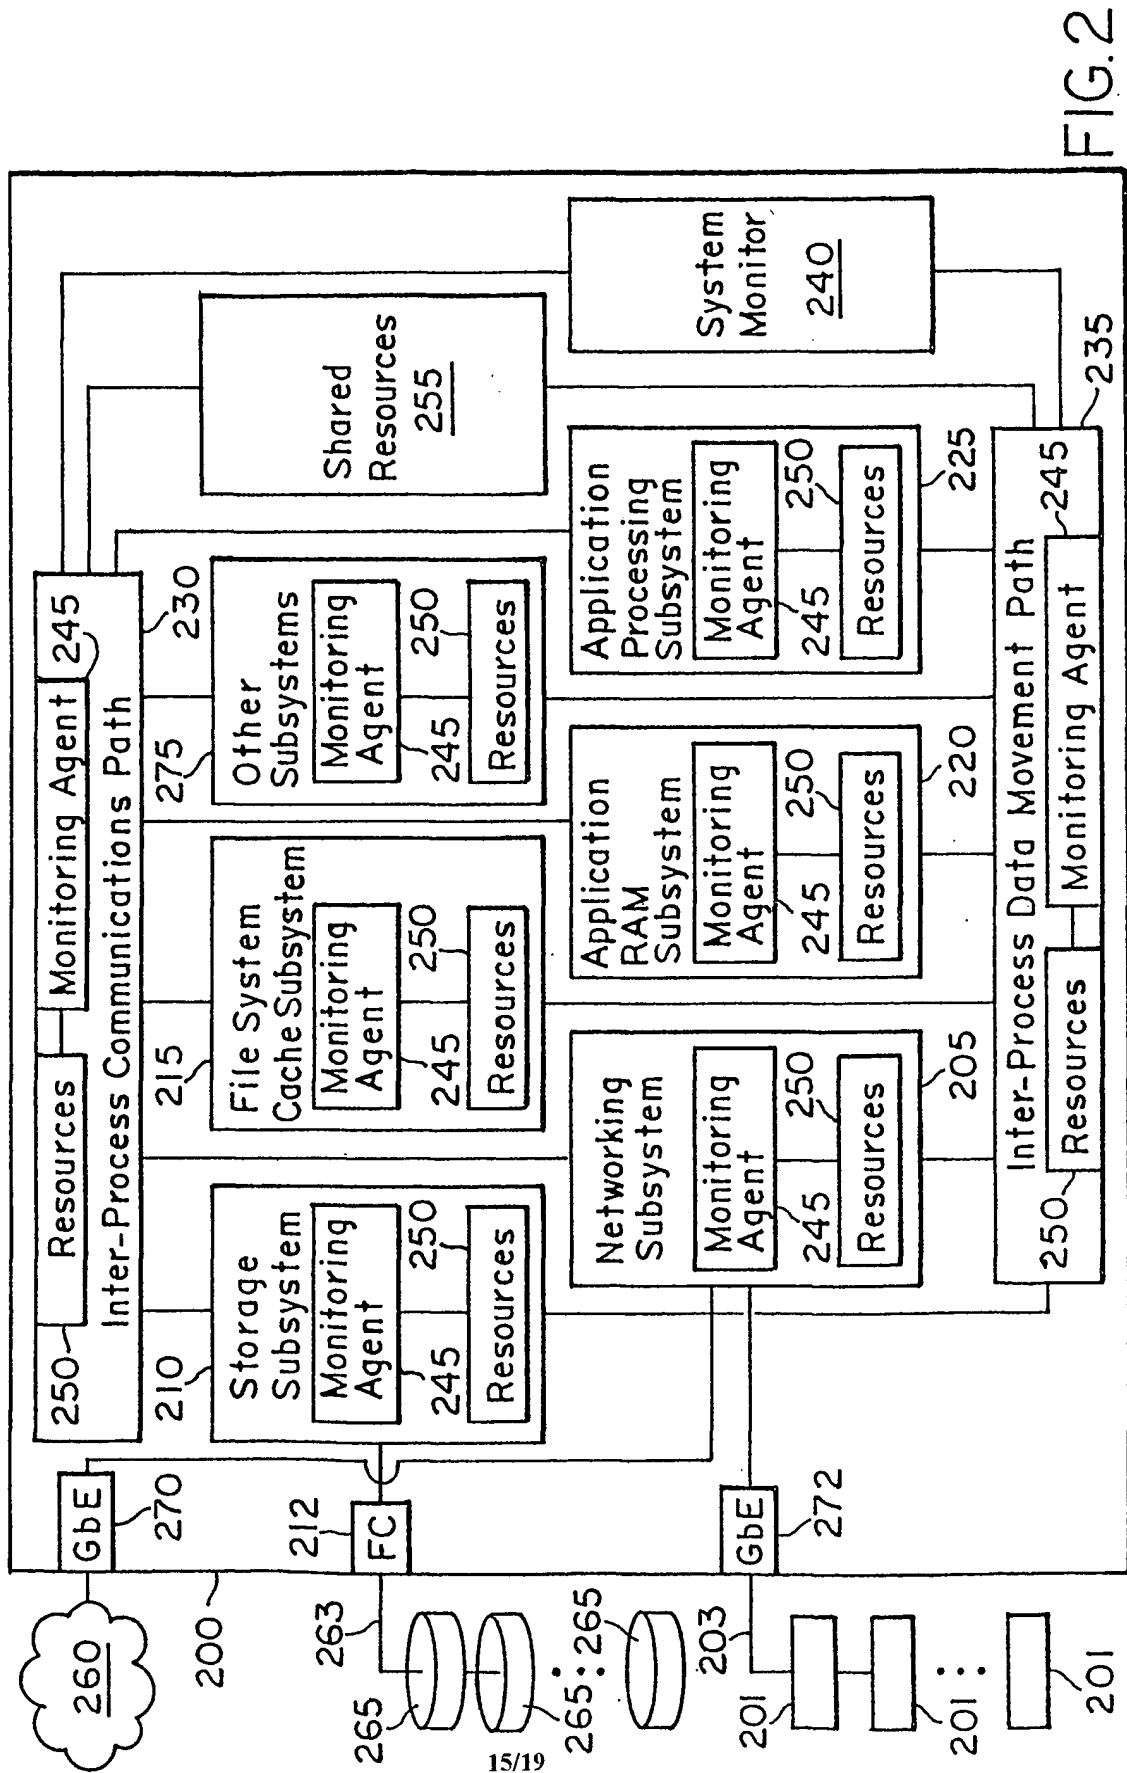 260
GbE
270
200
250
Resources
Monitoring Agent
245
Inter-Process Communications Path
230
210
Storage
Subsystem
Monitoring
Agent
245
250
Resources
215
File System
Cache Subsystem
Monitoring
Agent
245
250
Resources
275
Other
Subsystems
Monitoring
Agent
245
250
Resources
Shared
Resources
255
212
FC
263
265
265
265
265
Networking
Subsystem
Monitoring
Agent
245
250
Resources
205
Application
RAM
Subsystem
Monitoring
Agent
245
250
Resources
220
Application
Processing
Subsystem
Monitoring
Agent
245
250
Resources
225
System
Monitor
240
GbE
272
203
201
201
201
Inter-Process Data Movement Path
235
250
Resources
Monitoring Agent
245
FIG.2
15/19